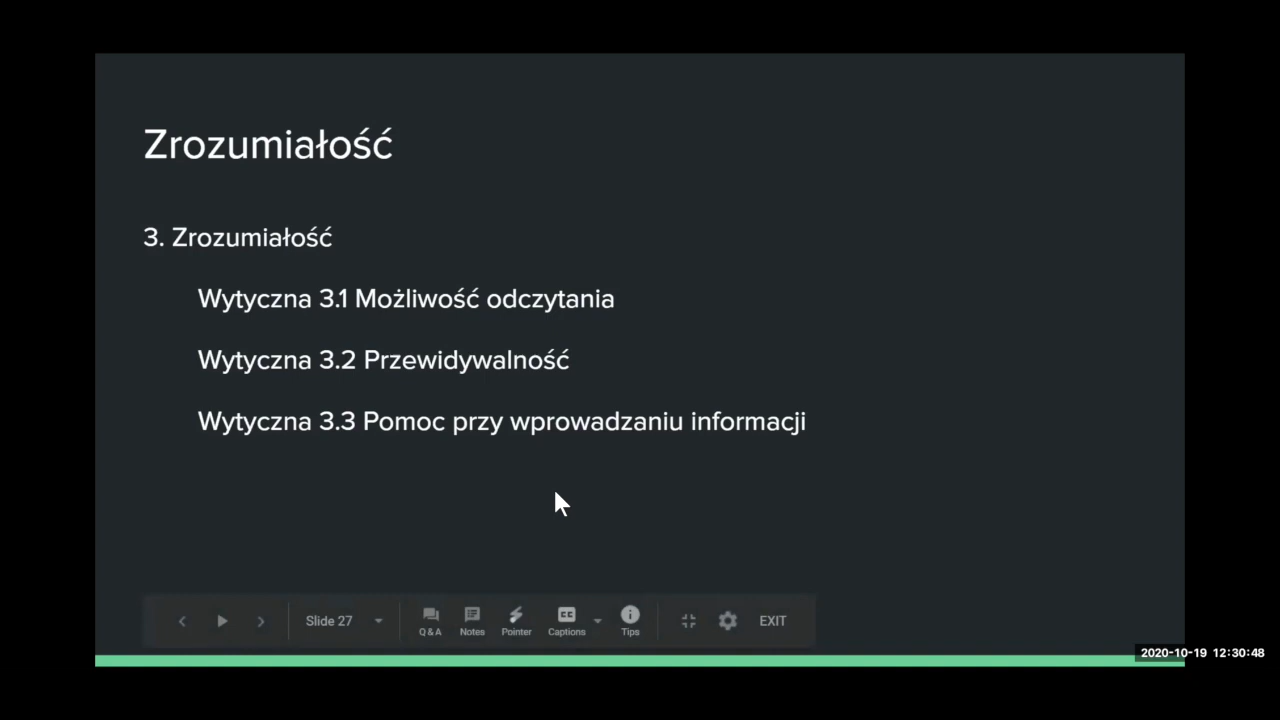 Zrozumiałość
3. Zrozumiałość
Wytyczna 3.1 Możliwość odczytania
Wytyczna 3.2 Przewidywalność
Wytyczna 3.3 Pomoc przy wprowadzaniu informacji
Slide 27
Q&A
Notes
Pointer
Captions
Tips
EXIT
2020-10-19 12:30:48